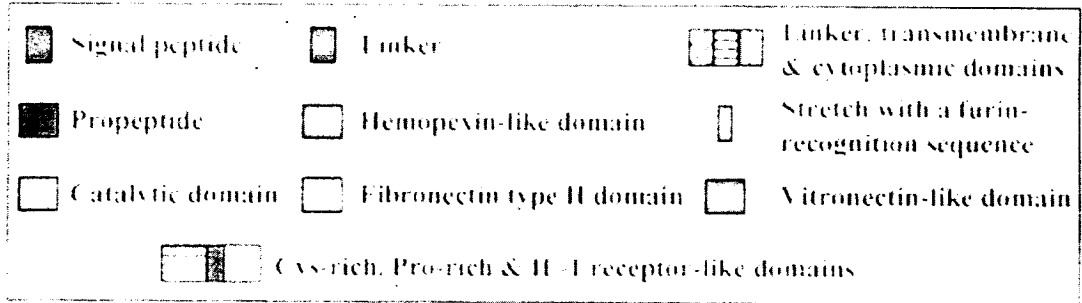 Signal peptide
Linker
Linker, transmembrane
& cytoplasmic domains
Propeptide
Hemopexin-like domain
Stretch with a furin-
recognition sequence
Catalytic domain
Fibronectin type II domain
Vitronectin-like domain
Cys-rich, Pro-rich & IL-1 receptor-like domains